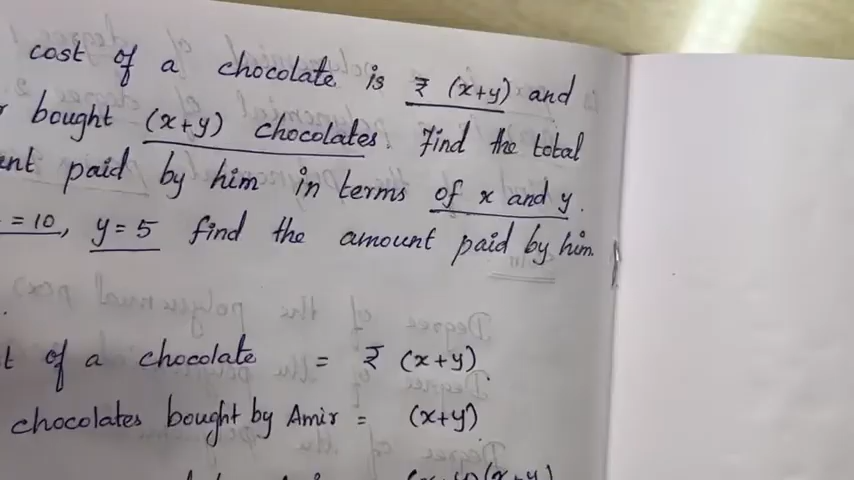 cost of a chocolate is ₹ (x+y) and
bought (x+y) chocolates. Find the total
paid by him in terms of x and y.
= 10, y = 5 find the amount paid by him.
of a chocolate = ₹ (x+y).
chocolates bought by Amir = (x+y).
(x+y)(x+y)